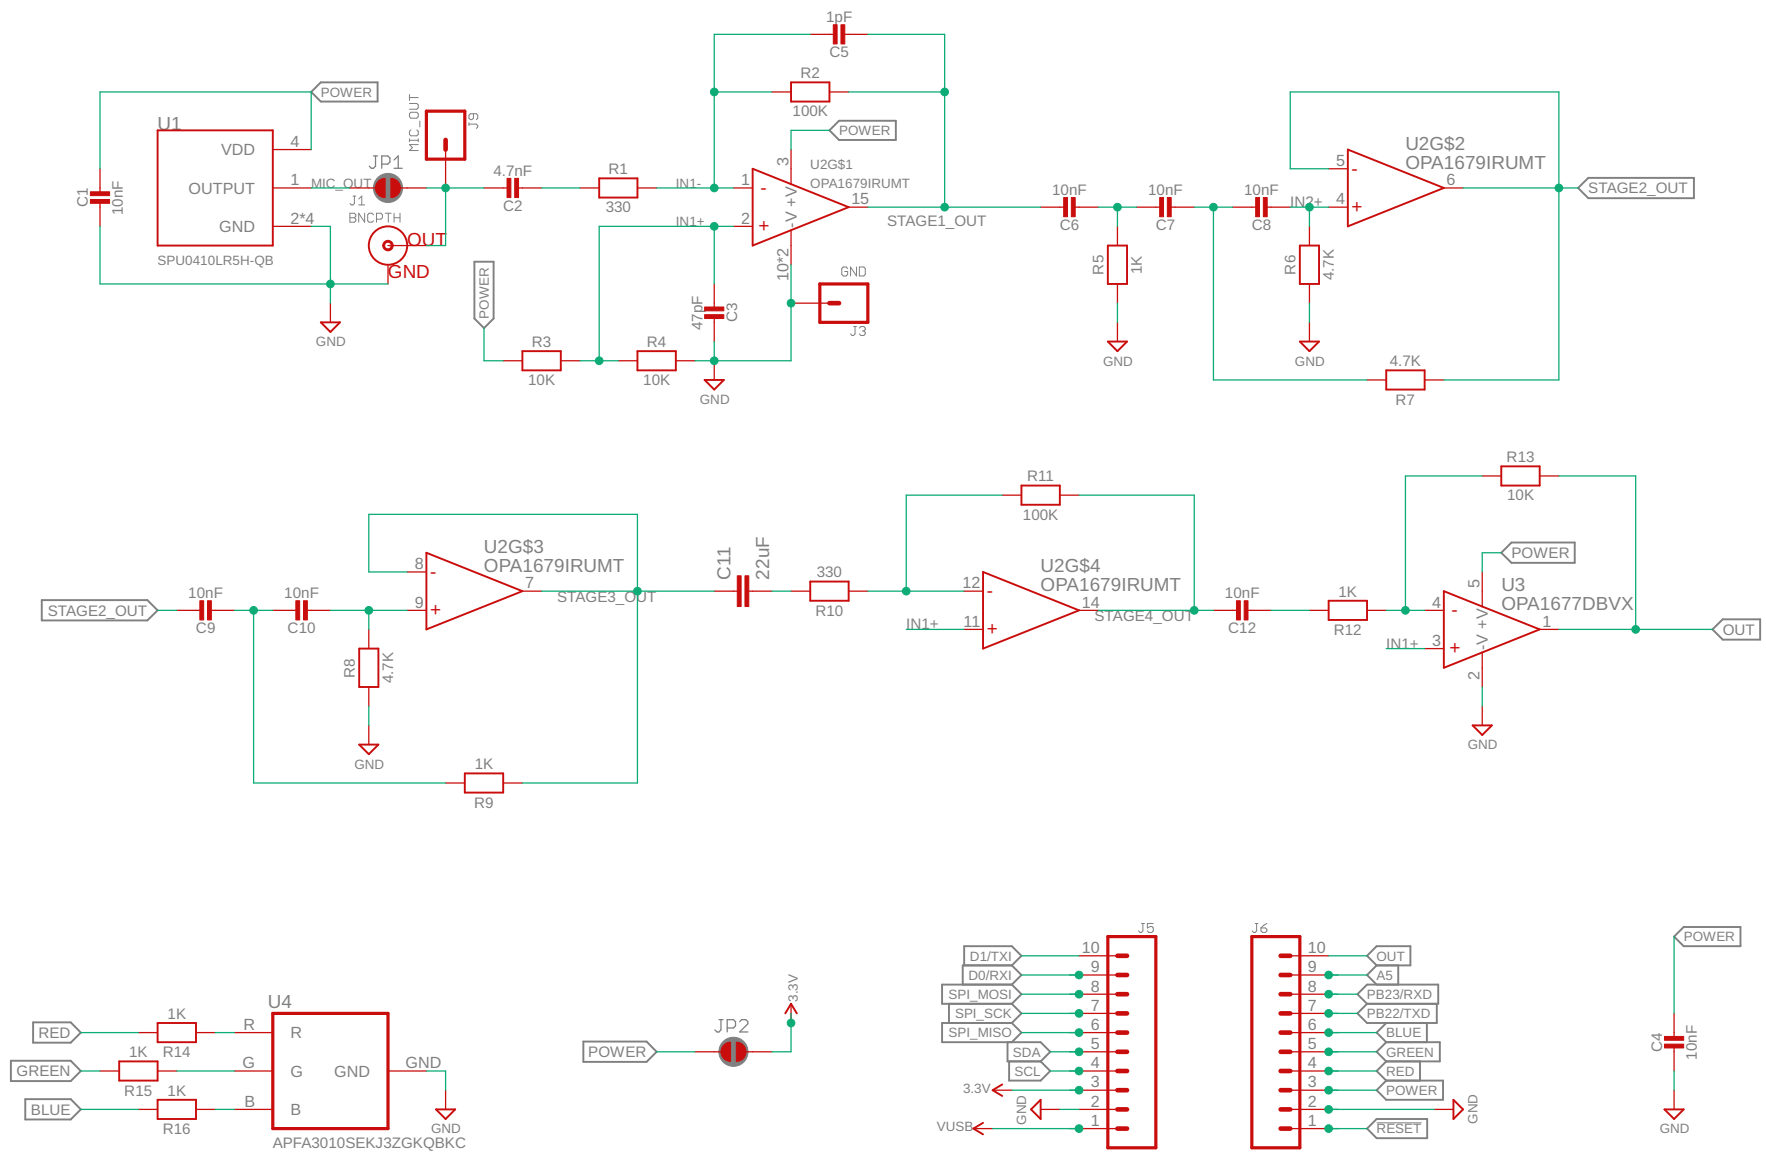 1pF
C5
R2
100K
POWER
POWER
U1
VDD
4
OUTPUT
1
MIC_OUT
GND
2*4
SPU0410LR5H-QB
C1
10nF
GND
JP1
J1
BNCPTH
OUT
GND
MIC_OUT
J9
4.7nF
C2
R1
330
IN1-
1
-
IN1+
2
+
3
+V
-V
10*2
U2G$1
OPA1679IRUMT
15
STAGE1_OUT
GND
J3
POWER
R3
10K
R4
10K
47pF
C3
GND
10nF
C6
10nF
C7
10nF
C8
R5
1K
GND
IN2+
R6
4.7K
GND
5
-
4
+
U2G$2
OPA1679IRUMT
6
STAGE2_OUT
4.7K
R7
STAGE2_OUT
10nF
C9
10nF
C10
R8
4.7K
GND
8
-
9
+
U2G$3
OPA1679IRUMT
7
STAGE3_OUT
1K
R9
C11
22uF
330
R10
R11
100K
12
-
IN1+
11
+
U2G$4
OPA1679IRUMT
14
STAGE4_OUT
10nF
C12
1K
R12
R13
10K
POWER
5
U3
OPA1677DBVX
4
-
IN1+
3
+
+V
-V
2
1
OUT
GND
U4
RED
1K
R14
R
R
GREEN
1K
R15
G
G
BLUE
1K
R16
B
B
GND
GND
GND
APFA3010SEKJ3ZGKQBKC
POWER
JP2
3.3V
J5
D1/TXI
10
D0/RXI
9
SPI_MOSI
8
SPI_SCK
7
SPI_MISO
6
SDA
5
SCL
4
3.3V
3
GND
2
VUSB
1
J6
10
OUT
9
A5
8
PB23/RXD
7
PB22/TXD
6
BLUE
5
GREEN
4
RED
3
POWER
2
GND
1
RESET
POWER
C4
10nF
GND